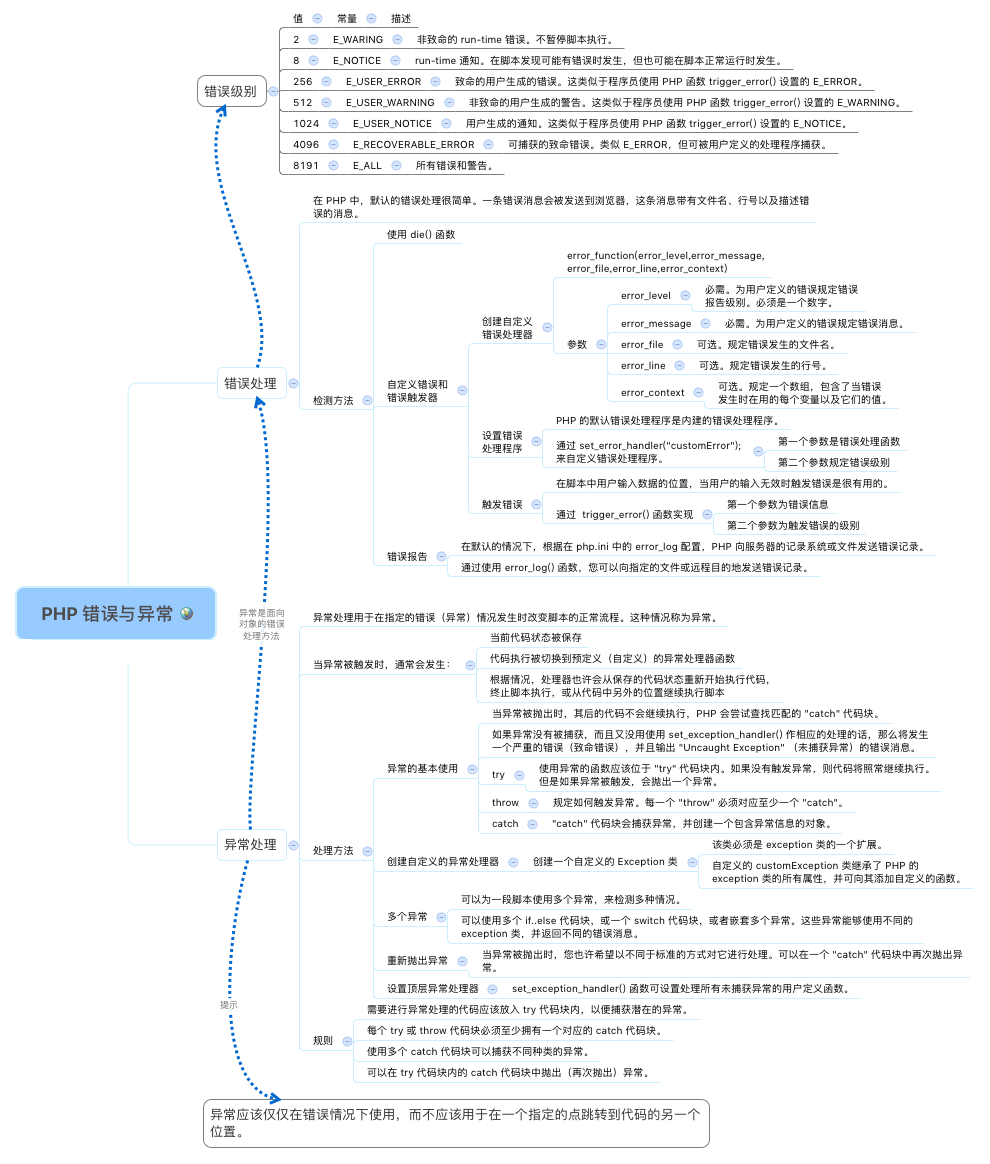 值 常量 描述
2 E_WARING 非致命的 run-time 错误。不暂停脚本执行。
8 E_NOTICE run-time 通知。在脚本发现可能有错误时发生，但也可能在脚本正常运行时发生。
256 E_USER_ERROR 致命的用户生成的错误。这类似于程序员使用 PHP 函数 trigger_error() 设置的 E_ERROR。
错误级别
512 E_USER_WARNING 非致命的用户生成的警告。这类似于程序员使用 PHP 函数 trigger_error() 设置的 E_WARNING。
1024 E_USER_NOTICE 用户生成的通知。这类似于程序员使用 PHP 函数 trigger_error() 设置的 E_NOTICE。
4096 E_RECOVERABLE_ERROR 可捕获的致命错误。类似 E_ERROR，但可被用户定义的处理程序捕获。
8191 E_ALL 所有错误和警告。
在 PHP 中，默认的错误处理很简单。一条错误消息会被发送到浏览器，这条消息带有文件名、行号以及描述错
误的消息。
使用 die() 函数
error_function(error_level,error_message,
error_file,error_line,error_context)
创建自定义
错误处理器
参数
error_level 必需。为用户定义的错误规定错误
报告级别。必须是一个数字。
error_message 必需。为用户定义的错误规定错误消息。
error_file 可选。规定错误发生的文件名。
error_line 可选。规定错误发生的行号。
error_context 可选。规定一个数组，包含了当错误
发生时在用的每个变量以及它们的值。
错误处理
检测方法
自定义错误和
错误触发器
设置错误
处理程序
PHP 的默认错误处理程序是内建的错误处理程序。
通过 set_error_handler("customError");
来自定义错误处理程序。
第一个参数是错误处理函数
第二个参数规定错误级别
触发错误
在脚本中用户输入数据的位置，当用户的输入无效时触发错误是很有用的。
通过 trigger_error() 函数实现
第一个参数为错误信息
第二个参数为触发错误的级别
错误报告
在默认的情况下，根据在 php.ini 中的 error_log 配置，PHP 向服务器的记录系统或文件发送错误记录。
通过使用 error_log() 函数，您可以向指定的文件或远程目的地发送错误记录。
PHP 错误与异常
异常是面向
对象的错误
处理方法
异常处理用于在指定的错误（异常）情况发生时改变脚本的正常流程。这种情况称为异常。
当异常被触发时，通常会发生：
当前代码状态被保存
代码执行被切换到预定义（自定义）的异常处理器函数
根据情况，处理器也许会从保存的代码状态重新开始执行代码，
终止脚本执行，或从代码中另外的位置继续执行脚本
异常处理
处理方法
异常的基本使用
当异常被抛出时，其后的代码不会继续执行，PHP 会尝试查找匹配的 "catch" 代码块。
如果异常没有被捕获，而且又没用使用 set_exception_handler() 作相应的处理的话，那么将发生
一个严重的错误（致命错误），并且输出 "Uncaught Exception" （未捕获异常）的错误消息。
try 使用异常的函数应该位于 "try" 代码块内。如果没有触发异常，则代码将照常继续执行。
但是如果异常被触发，会抛出一个异常。
throw 规定如何触发异常。每一个 "throw" 必须对应至少一个 "catch"。
catch "catch" 代码块会捕获异常，并创建一个包含异常信息的对象。
创建自定义的异常处理器 创建一个自定义的 Exception 类
该类必须是 exception 类的一个扩展。
自定义的 customException 类继承了 PHP 的
exception 类的所有属性，并可向其添加自定义的函数。
多个异常
可以为一段脚本使用多个异常，来检测多种情况。
可以使用多个 if..else 代码块，或一个 switch 代码块，或者嵌套多个异常。这些异常能够使用不同的
exception 类，并返回不同的错误消息。
重新抛出异常
当异常被抛出时，您也许希望以不同于标准的方式对它进行处理。可以在一个 "catch" 代码块中再次抛出异
常。
设置顶层异常处理器 set_exception_handler() 函数可设置处理所有未捕获异常的用户定义函数。
规则
需要进行异常处理的代码应该放入 try 代码块内，以便捕获潜在的异常。
每个 try 或 throw 代码块必须至少拥有一个对应的 catch 代码块。
使用多个 catch 代码块可以捕获不同种类的异常。
可以在 try 代码块内的 catch 代码块中抛出（再次抛出）异常。
提示
异常应该仅仅在错误情况下使用，而不应该用于在一个指定的点跳转到代码的另一个
位置。